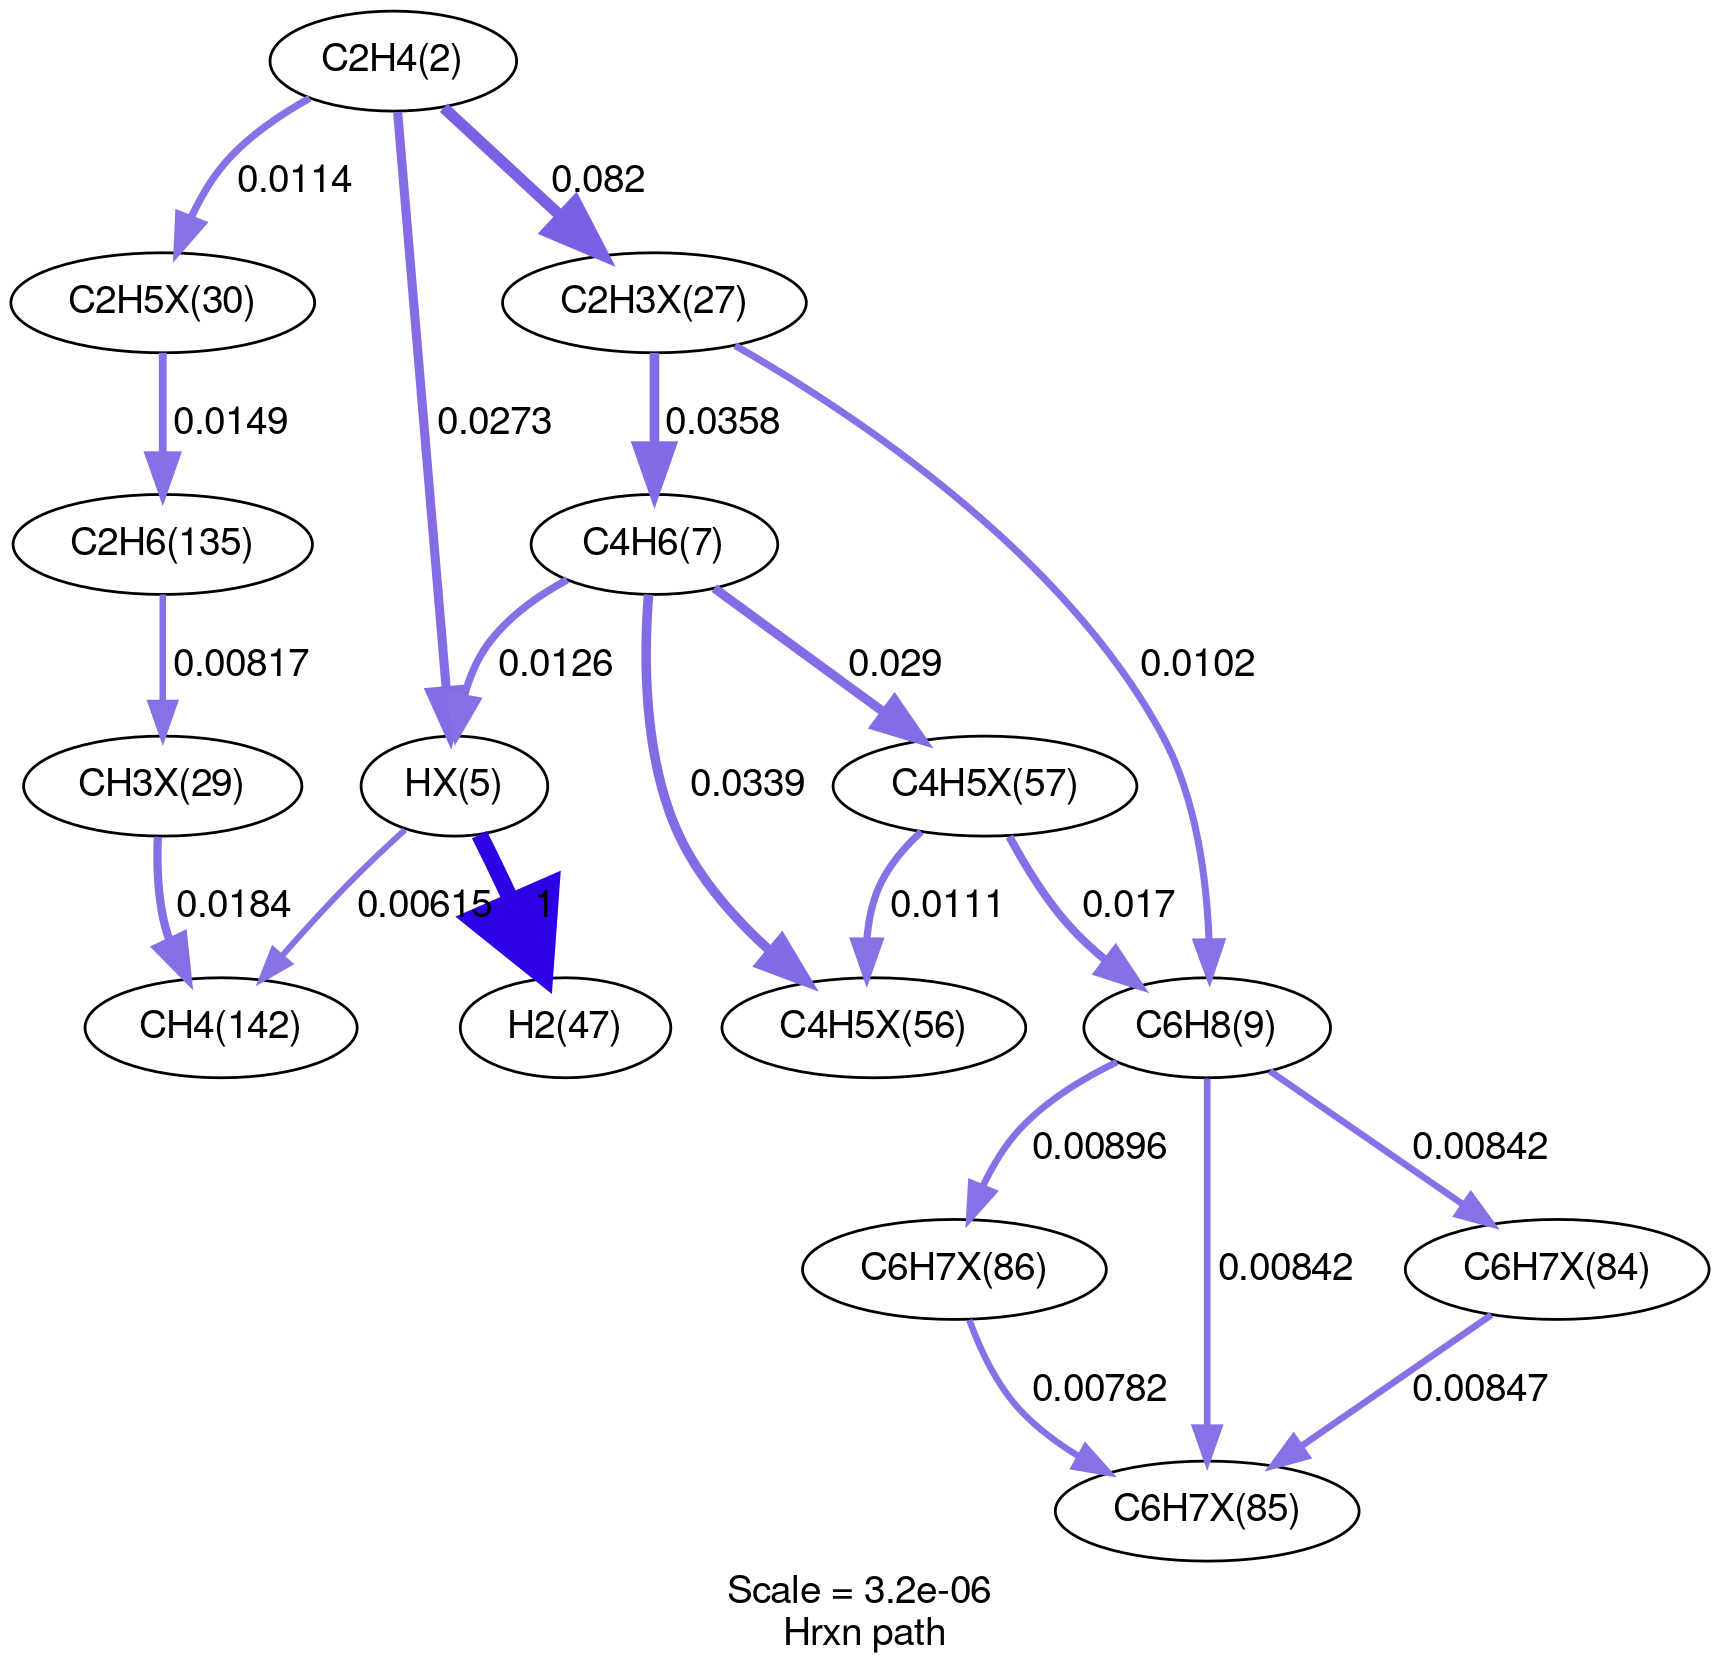 C2H4(2)
0.0114
0.082
C2H5X(30)
C2H3X(27)
0.0149
0.0273
0.0358
C2H6(135)
C4H6(7)
0.00817
0.0126
0.029
0.0102
CH3X(29)
HX(5)
0.0339
C4H5X(57)
0.0184
0.00615
1
0.0111
0.017
CH4(142)
H2(47)
C4H5X(56)
C6H8(9)
0.00896
0.00842
C6H7X(86)
0.00842
C6H7X(84)
0.00782
0.00847
C6H7X(85)
Scale = 3.2e-06
Hrxn path